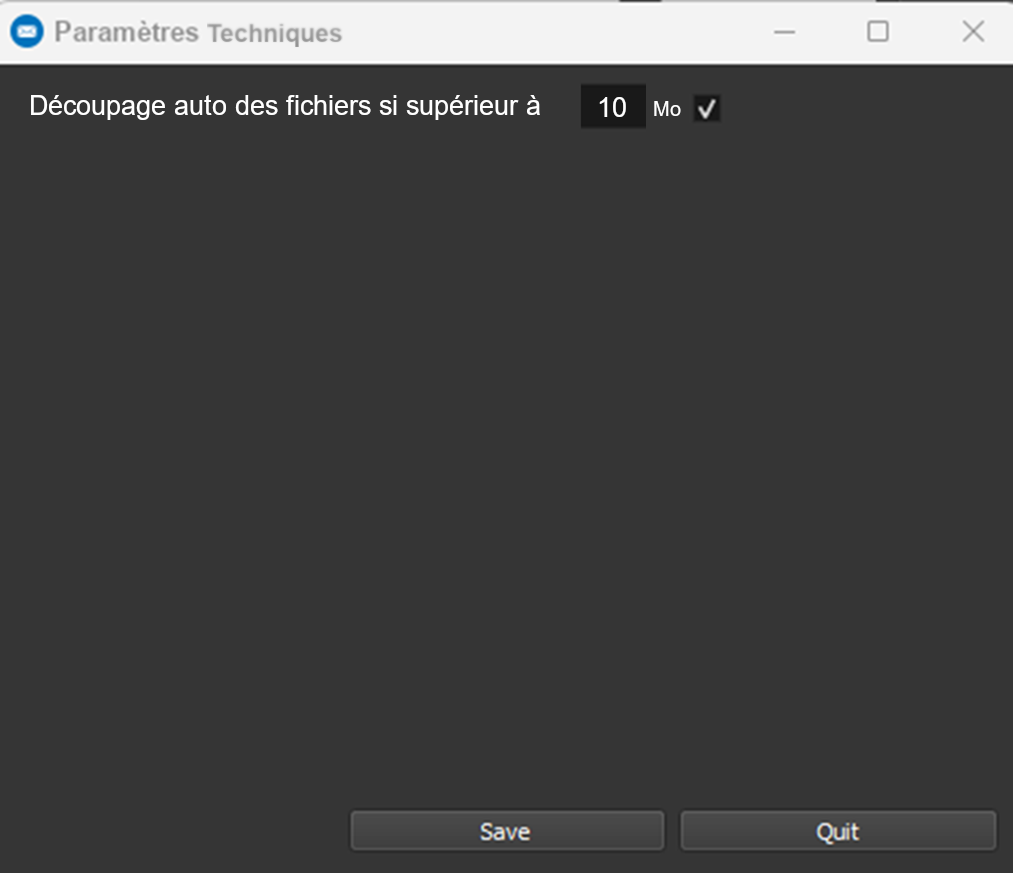 Paramètres Techniques
Découpage auto des fichiers si supérieur à 10 Mo
Save Quit